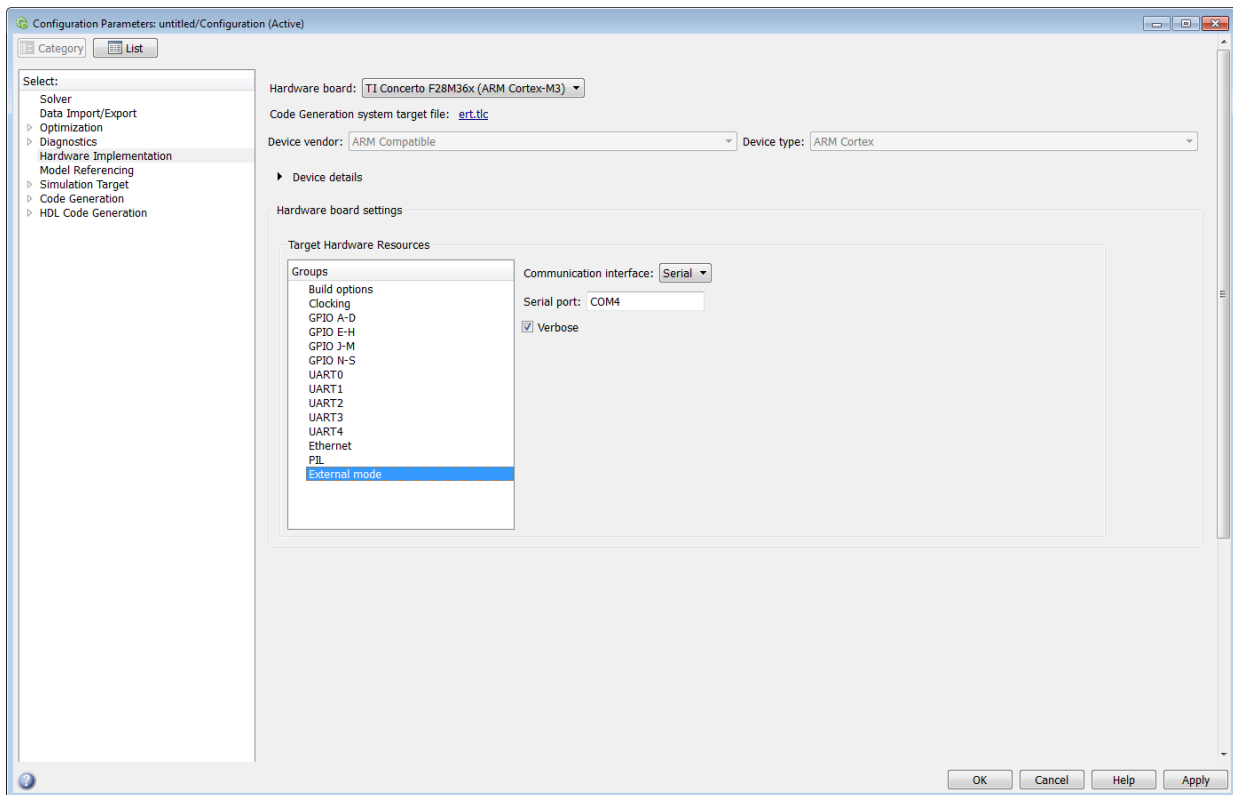 Configuration Parameters: untitled/Configuration (Active)
Category List
Select:
Solver
Data Import/Export
Optimization
Diagnostics
Hardware Implementation
Model Referencing
Simulation Target
Code Generation
HDL Code Generation
Hardware board: TI Concerto F28M36x (ARM Cortex-M3)
Code Generation system target file: ert.tlc
Device vendor: ARM Compatible Device type: ARM Cortex
Device details
Hardware board settings
Target Hardware Resources
Groups
Build options
Clocking
GPIO A-D
GPIO E-H
GPIO J-M
GPIO N-S
UART0
UART1
UART2
UART3
UART4
Ethernet
PIL
External mode
Communication interface: Serial
Serial port: COM4
Verbose
OK Cancel Help Apply